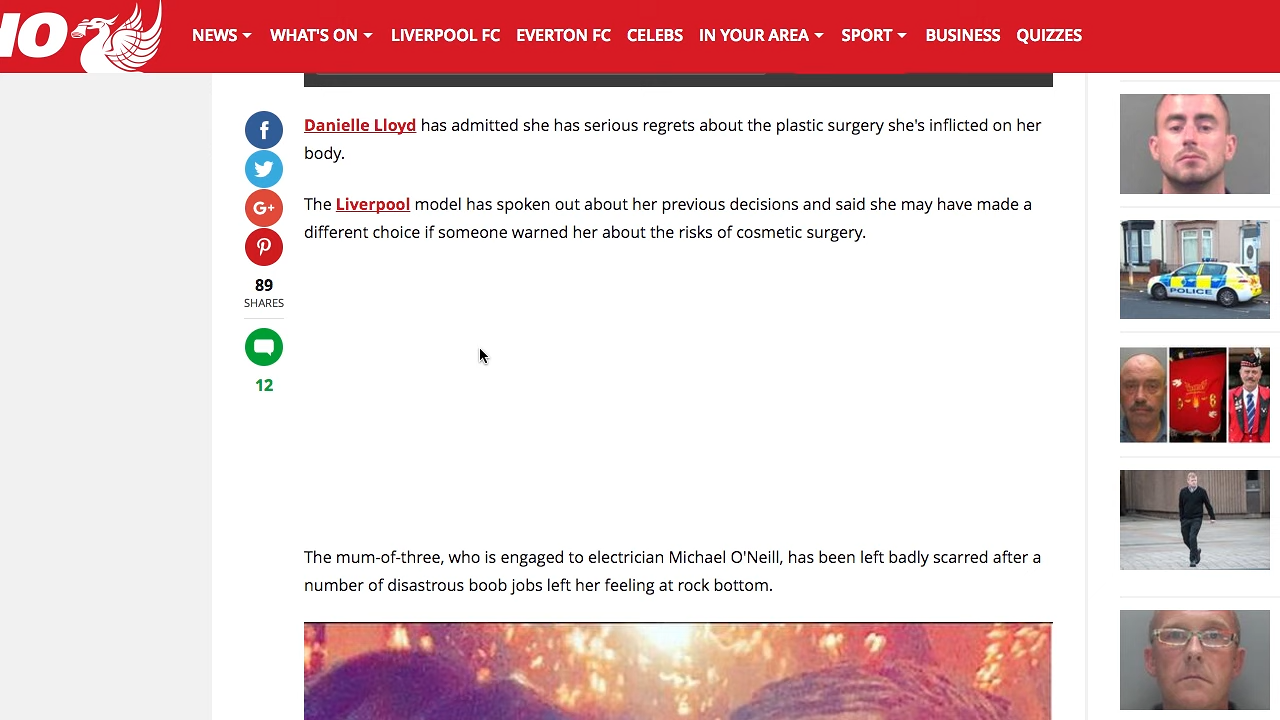 HO
NEWS WHAT'S ON LIVERPOOL FC EVERTON FC CELEBS IN YOUR AREA SPORT BUSINESS QUIZZES
Danielle Lloyd has admitted she has serious regrets about the plastic surgery she's inflicted on her
body.
The Liverpool model has spoken out about her previous decisions and said she may have made a
different choice if someone warned her about the risks of cosmetic surgery.
f
G+
89
SHARES
12
The mum-of-three, who is engaged to electrician Michael O'Neill, has been left badly scarred after a
number of disastrous boob jobs left her feeling at rock bottom.
POLICE